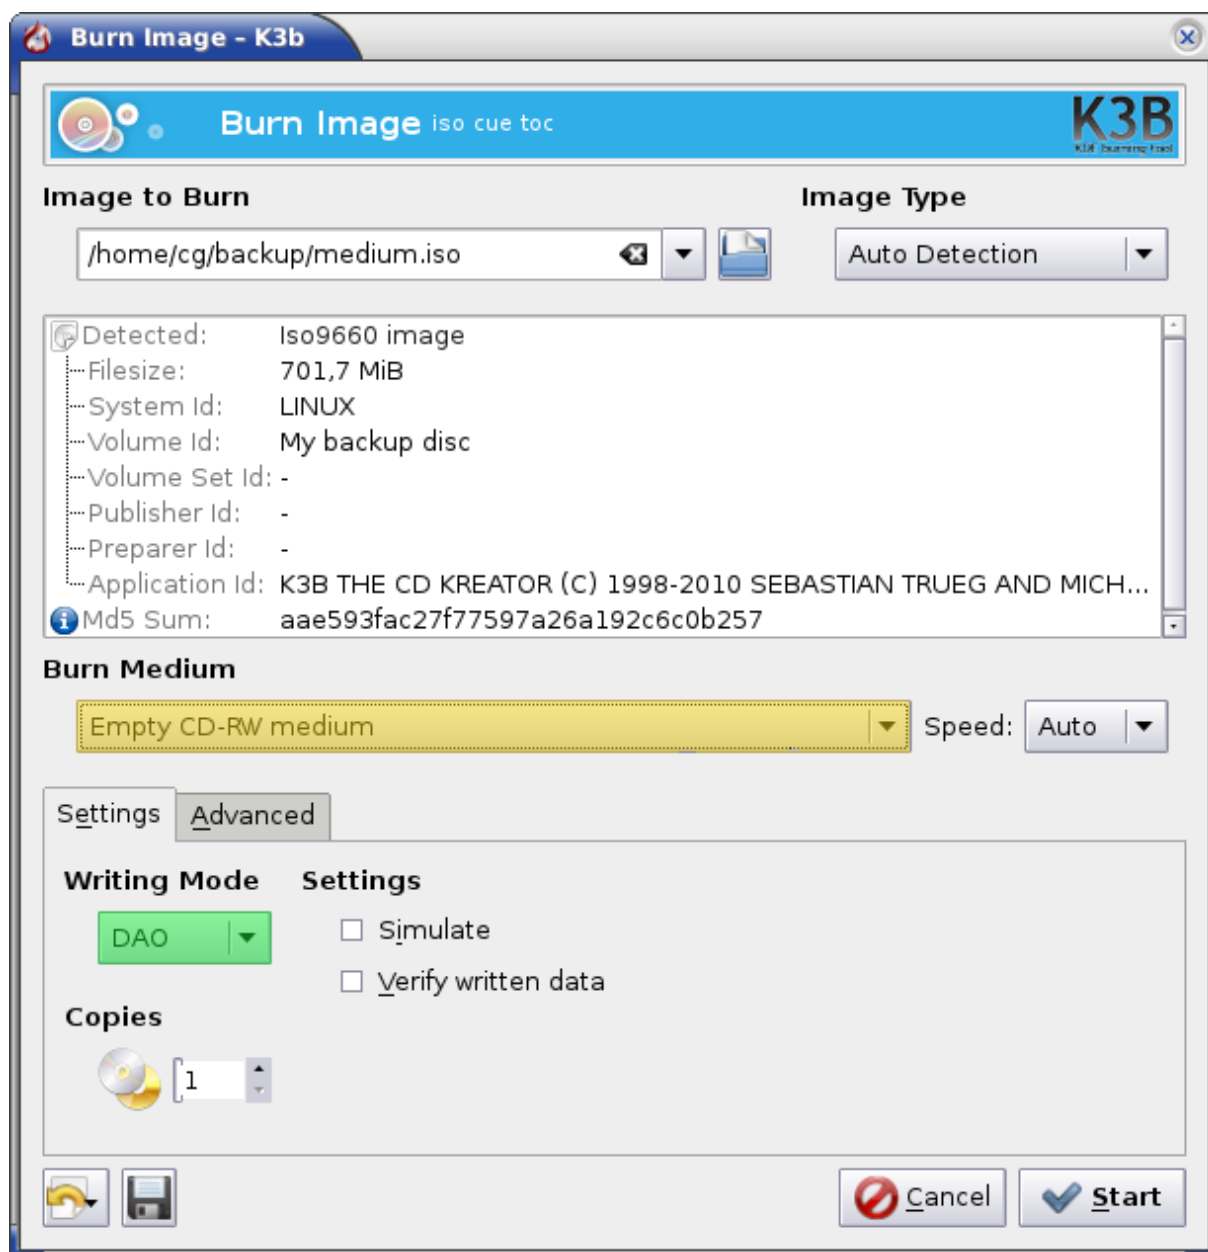 Burn Image – K3b
Burn Image iso cue toc
K3B
KDE burning tool
Image to Burn
Image Type
/home/cg/backup/medium.iso
Auto Detection
Detected: Iso9660 image
Filesize: 701,7 MiB
System Id: LINUX
Volume Id: My backup disc
Volume Set Id: -
Publisher Id: -
Preparer Id: -
Application Id: K3B THE CD KREATOR (C) 1998-2010 SEBASTIAN TRUEG AND MICH...
Md5 Sum: aae593fac27f77597a26a192c6c0b257
Burn Medium
Empty CD-RW medium
Speed: Auto
Settings Advanced
Writing Mode Settings
DAO
Simulate
Verify written data
Copies
1
Cancel Start